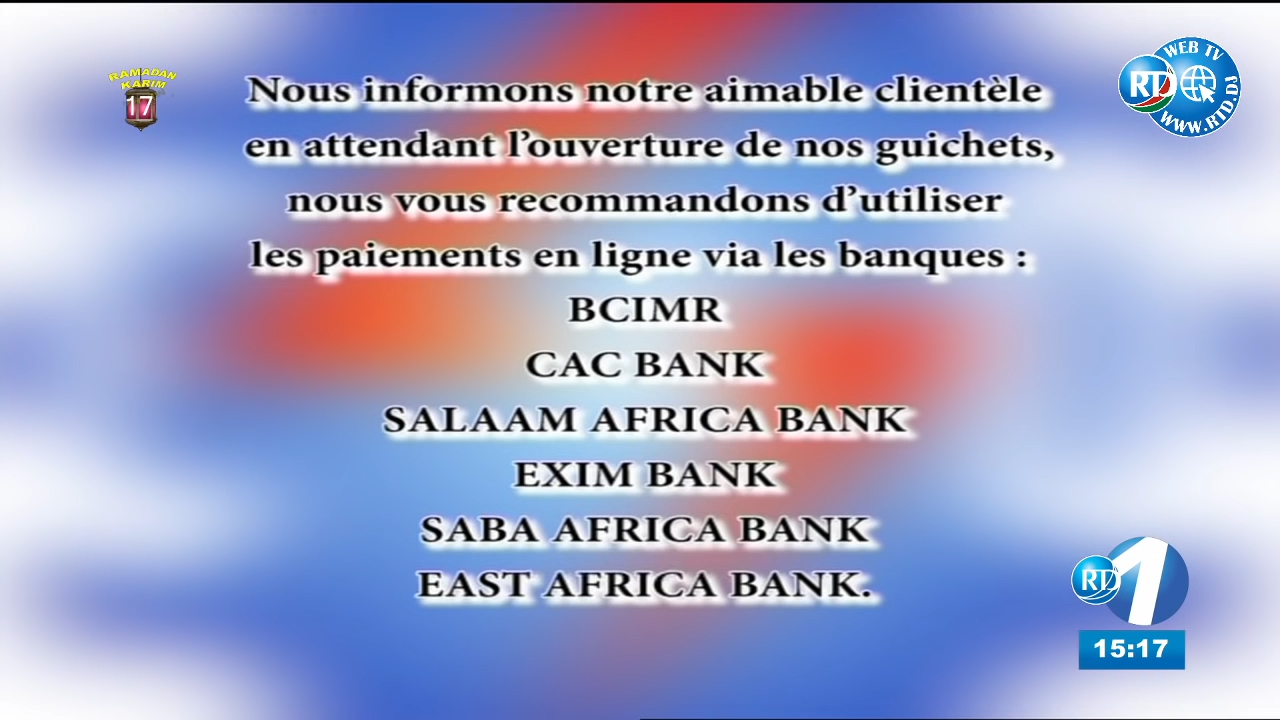 RAMADAN
KARIM
17
WEB TV
RTD
WWW.RTD.DJ
Nous informons notre aimable clientèle
en attendant l’ouverture de nos guichets,
nous vous recommandons d’utiliser
les paiements en ligne via les banques :
BCIMR
CAC BANK
SALAAM AFRICA BANK
EXIM BANK
SABA AFRICA BANK
EAST AFRICA BANK.
RTD
1
15:17